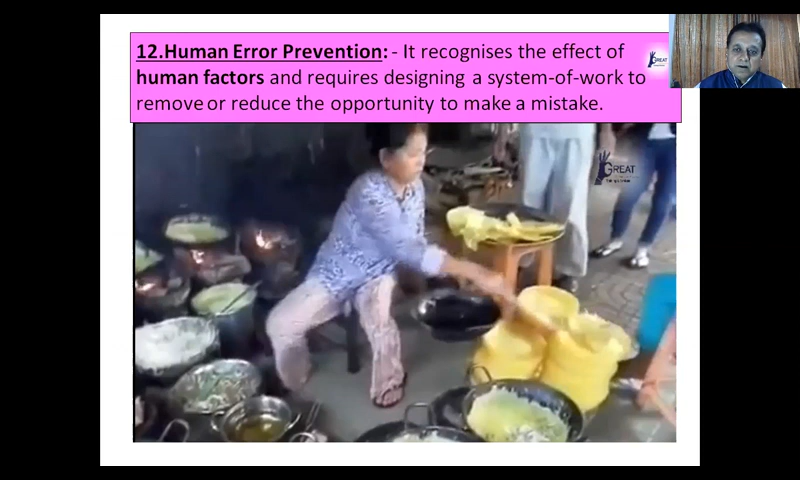 12.Human Error Prevention: - It recognises the effect of
human factors and requires designing a system-of-work to
remove or reduce the opportunity to make a mistake.
GREAT
GREAT